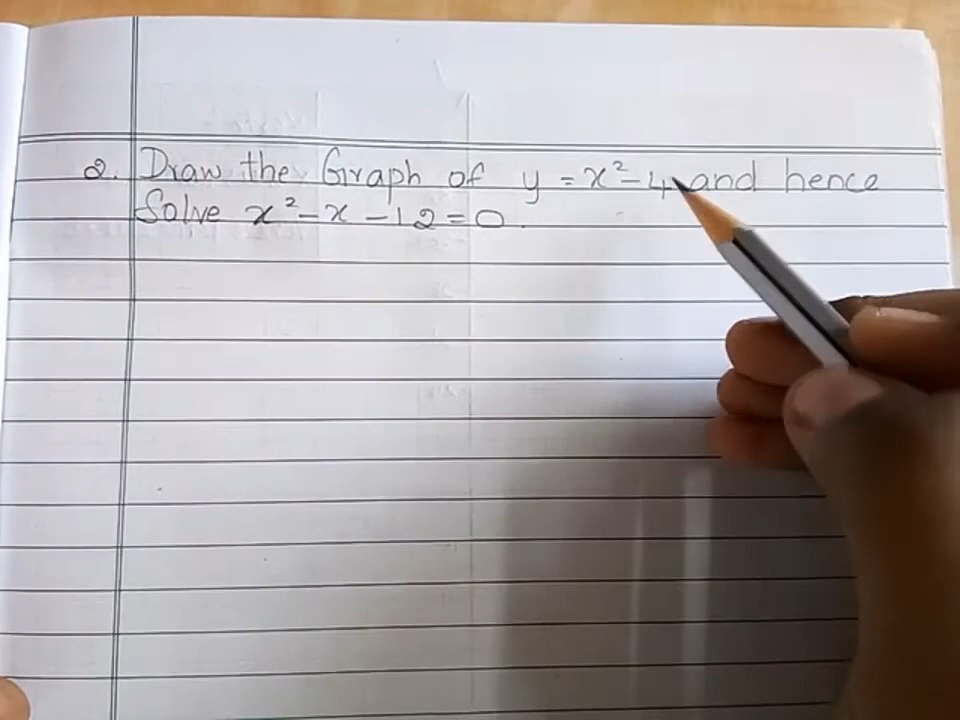 2. Draw the Graph of y = x² - 4 and hence
Solve x² - x - 12 = 0.